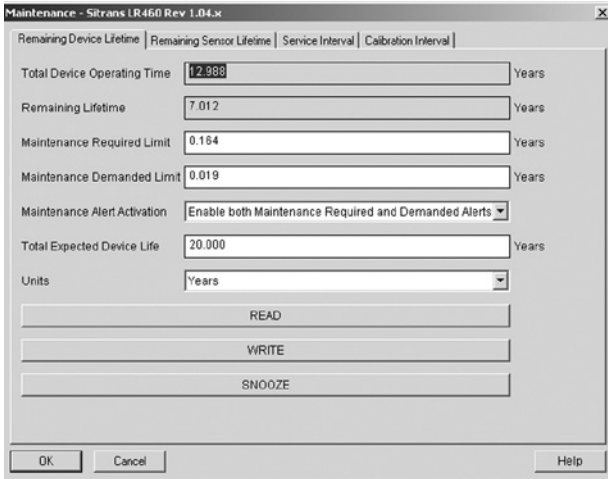 Maintenance - Sitrans LR460 Rev 1.04.x
Remaining Device Lifetime Remaining Sensor Lifetime Service Interval Calibration Interval
Total Device Operating Time 12.988 Years
Remaining Lifetime 7.012 Years
Maintenance Required Limit 0.164 Years
Maintenance Demanded Limit 0.019 Years
Maintenance Alert Activation Enable both Maintenance Required and Demanded Alerts
Total Expected Device Life 20.000 Years
Units Years
READ
WRITE
SNOOZE
OK Cancel Help